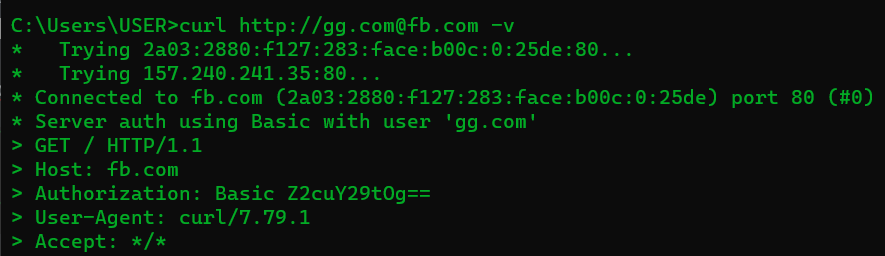 C:\Users\USER>curl http://gg.com@fb.com -v
*   Trying 2a03:2880:f127:283:face:b00c:0:25de:80...
*   Trying 157.240.241.35:80...
* Connected to fb.com (2a03:2880:f127:283:face:b00c:0:25de) port 80 (#0)
* Server auth using Basic with user 'gg.com'
> GET / HTTP/1.1
> Host: fb.com
> Authorization: Basic Z2cuY29tOg==
> User-Agent: curl/7.79.1
> Accept: */*